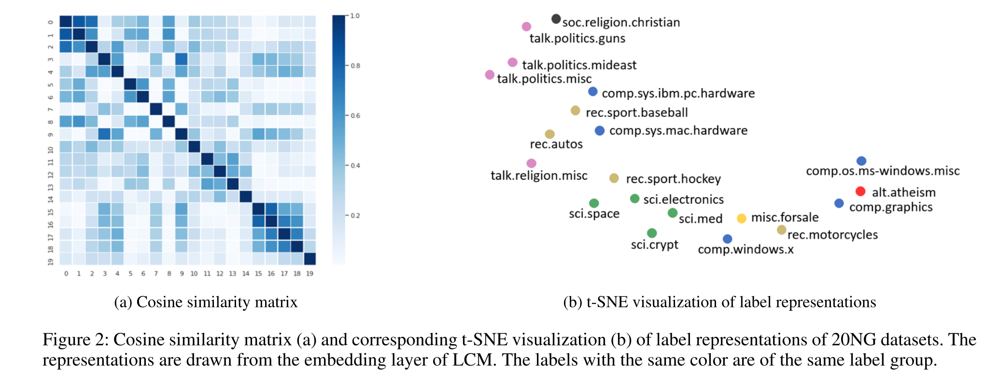 0
1
2
3
4
5
6
7
8
9
10
11
12
13
14
15
16
17
18
19
0 1 2 3 4 5 6 7 8 9 10 11 12 13 14 15 16 17 18 19
1.0
0.8
0.6
0.4
0.2
(a) Cosine similarity matrix
soc.religion.christian
talk.politics.guns
talk.politics.mideast
talk.politics.misc
comp.sys.ibm.pc.hardware
rec.sport.baseball
comp.sys.mac.hardware
rec.autos
talk.religion.misc
comp.os.ms-windows.misc
rec.sport.hockey
alt.atheism
sci.electronics
comp.graphics
sci.space
sci.med
misc.forsale
rec.motorcycles
sci.crypt
comp.windows.x
(b) t-SNE visualization of label representations
Figure 2: Cosine similarity matrix (a) and corresponding t-SNE visualization (b) of label representations of 20NG datasets. The
representations are drawn from the embedding layer of LCM. The labels with the same color are of the same label group.